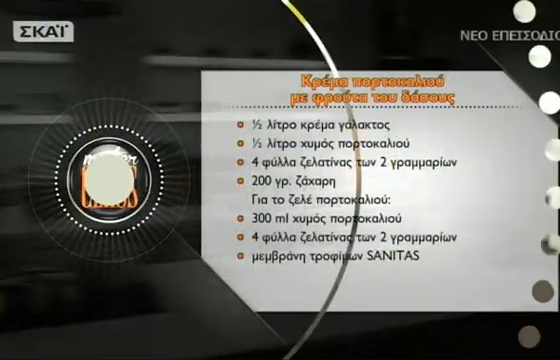 ΣΚΑΪ
ΝΕΟ ΕΠΕΙΣΟΔΙΟ
Κρέμα πορτοκαλιού
με φρούτα του δάσους
½ λίτρο κρέμα γάλακτος
½ λίτρο χυμός πορτοκαλιού
4 φύλλα ζελατίνας των 2 γραμμαρίων
200 γρ. ζάχαρη
Για το ζελέ πορτοκαλιού:
300 ml χυμός πορτοκαλιού
4 φύλλα ζελατίνας των 2 γραμμαρίων
μεμβράνη τροφίμων SANITAS